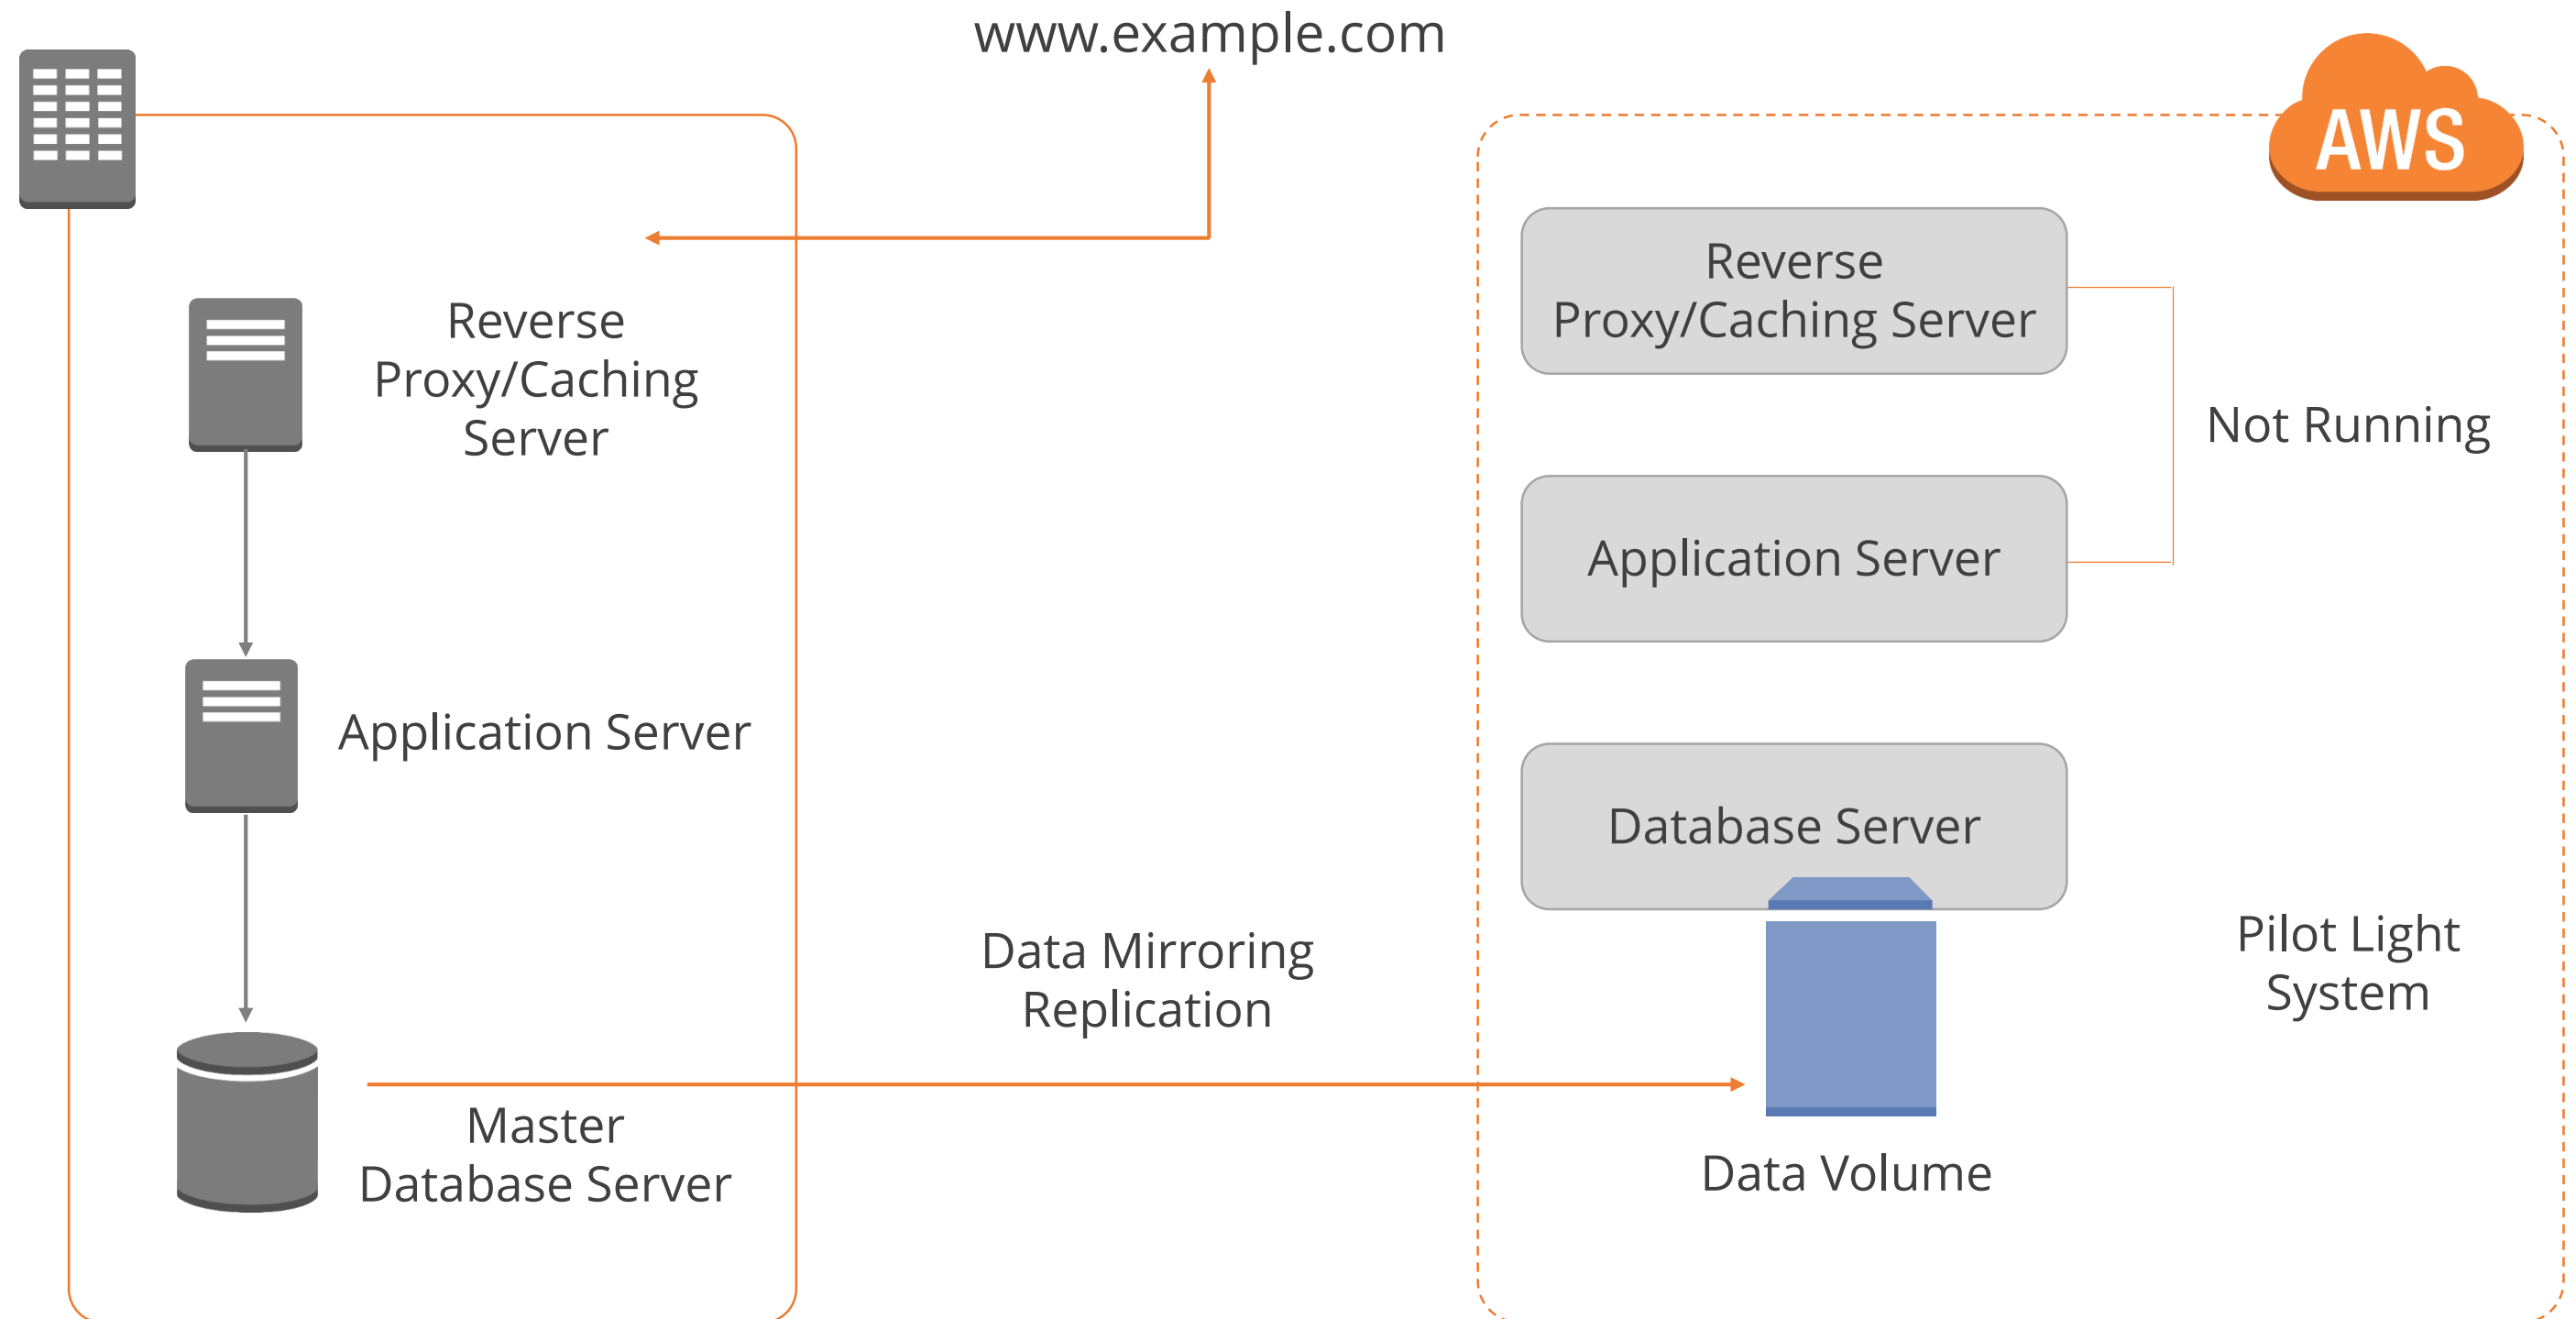 www.example.com
AWS
Reverse
Proxy/Caching
Server
Application Server
Master
Database Server
Data Mirroring
Replication
Reverse
Proxy/Caching Server
Not Running
Application Server
Database Server
Pilot Light
System
Data Volume